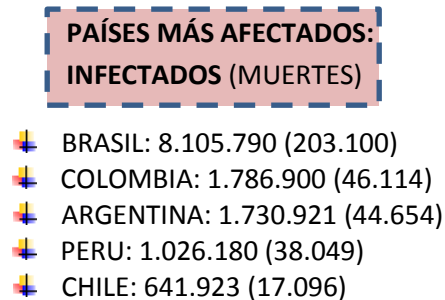 PAÍSES MÁS AFECTADOS:
INFECTADOS (MUERTES)
BRASIL: 8.105.790 (203.100)
COLOMBIA: 1.786.900 (46.114)
ARGENTINA: 1.730.921 (44.654)
PERU: 1.026.180 (38.049)
CHILE: 641.923 (17.096)